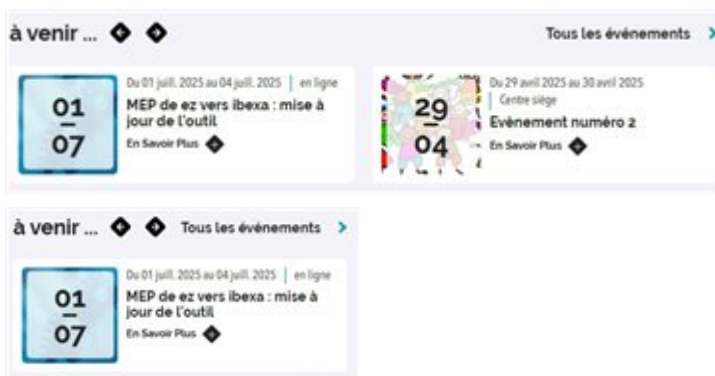 à venir ...
Tous les événements
01
07
Du 01 juill. 2025 au 04 juill. 2025 | en ligne
MEP de ez vers ibexa : mise à
jour de l'outil
En Savoir Plus
29
04
Du 29 avril 2025 au 30 avril 2025
| Centre siège
Evènement numéro 2
En Savoir Plus
à venir ...
Tous les événements
01
07
Du 01 juill. 2025 au 04 juill. 2025 | en ligne
MEP de ez vers ibexa : mise à
jour de l'outil
En Savoir Plus